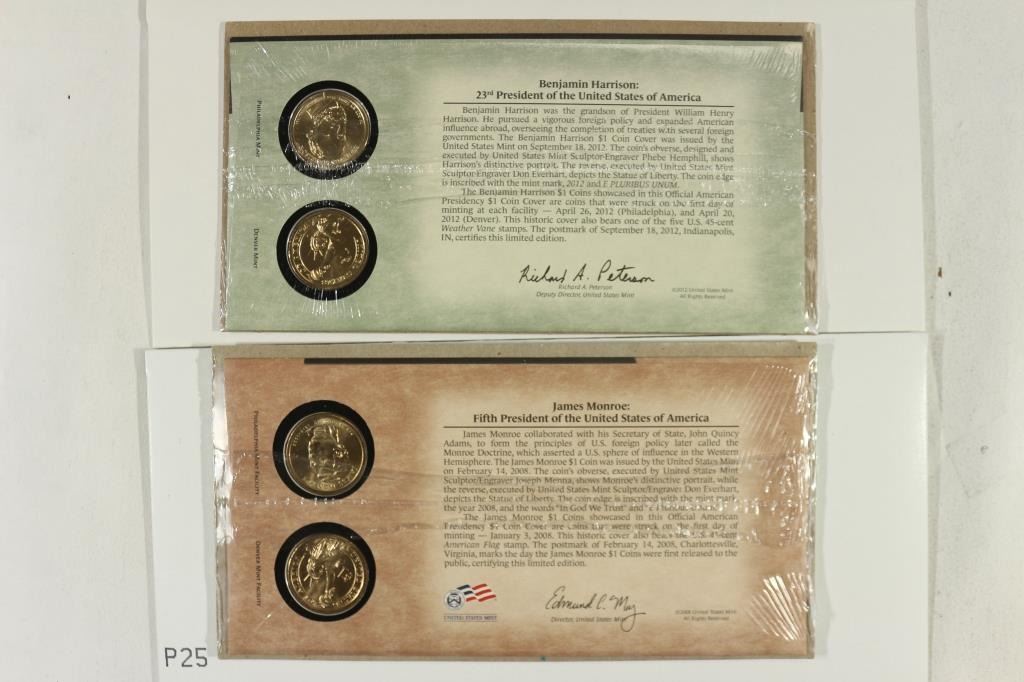 PHILADELPHIA MINT
DENVER MINT
Benjamin Harrison:
23rd President of the United States of America
Benjamin Harrison was the grandson of President William Henry
Harrison. He pursued a vigorous foreign policy and expanded American
influence abroad, overseeing the completion of treaties with several foreign
governments. The Benjamin Harrison $1 Coin Cover was issued by the
United States Mint on September 18, 2012. The coin's obverse, designed and
executed by United States Mint Sculptor-Engraver Phebe Hemphill, shows
Harrison's distinctive portrait. The reverse, executed by United States Mint
Sculptor-Engraver Don Everhart, depicts the Statue of Liberty. The coin edge
is inscribed with the mint mark, 2012 and E PLURIBUS UNUM.
The Benjamin Harrison $1 Coins showcased in this Official American
Presidency $1 Coin Cover are coins that were struck on the first day of
minting at each facility — April 26, 2012 (Philadelphia), and April 20,
2012 (Denver). This historic cover also bears one of the five U.S. 45-cent
Weather Vane stamps. The postmark of September 18, 2012, Indianapolis,
IN, certifies this limited edition.
Richard A. Peterson
Richard A. Peterson
Deputy Director, United States Mint
©2012 United States Mint
All Rights Reserved
PHILADELPHIA MINT FACILITY
DENVER MINT FACILITY
James Monroe:
Fifth President of the United States of America
James Monroe collaborated with his Secretary of State, John Quincy
Adams, to form the principles of U.S. foreign policy later called the
Monroe Doctrine, which asserted a U.S. sphere of influence in the Western
Hemisphere. The James Monroe $1 Coin was issued by the United States Mint
on February 14, 2008. The coin's obverse, executed by United States Mint
Sculptor/Engraver Joseph Menna, shows Monroe's distinctive portrait, while
the reverse, executed by United States Mint Sculptor/Engraver Don Everhart,
depicts the Statue of Liberty. The coin edge is inscribed with the mint mark,
the year 2008, and the words "In God We Trust" and
The James Monroe $1 Coins showcased in this Official American
Presidency $1 Coin Cover are coins that were struck on the first day of
minting — January 3, 2008. This historic cover also bears the U.S. 41-cent
American Flag stamp. The postmark of February 14, 2008, Charlottesville,
Virginia, marks the day the James Monroe $1 Coins were first released to the
public, certifying this limited edition.
UNITED STATES MINT
Edmund C. Moy
Director, United States Mint
©2008 United States Mint
All Rights Reserved
P25